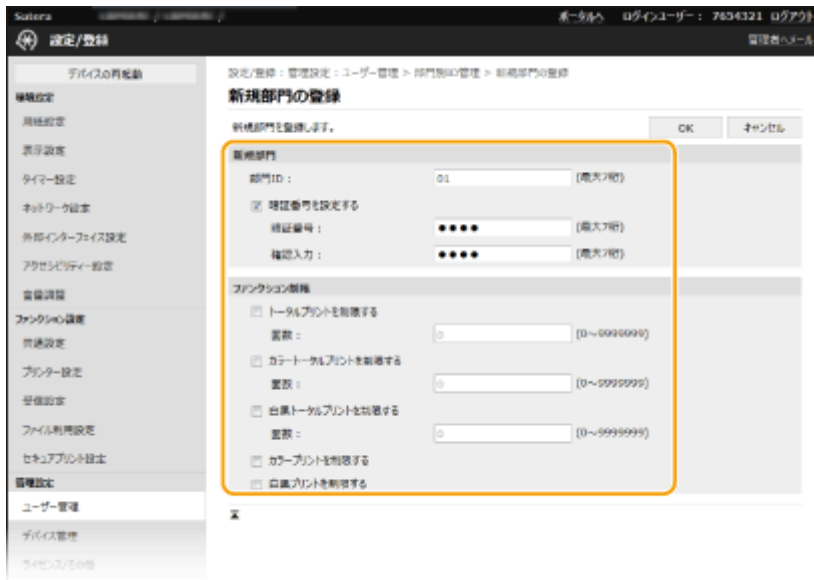 Satera
ポータルへ ログインユーザー： 7654321 ログアウト
設定/登録
管理者へメール
デバイスの再起動
環境設定
用紙設定
表示設定
タイマー設定
ネットワーク設定
外部インターフェイス設定
アクセシビリティー設定
音量調整
ファンクション設定
共通設定
プリンター設定
受信設定
ファイル利用設定
セキュアプリント設定
管理設定
ユーザー管理
デバイス管理
ライセンス/その他
設定/登録：管理設定：ユーザー管理 > 部門別ID管理 > 新規部門の登録
新規部門の登録
新規部門を登録します。
OK キャンセル
新規部門
部門ID： 01 (最大7桁)
暗証番号を設定する
暗証番号： ●●●● (最大7桁)
確認入力： ●●●● (最大7桁)
ファンクション制限
トータルプリントを制限する
面数： 0 (0～9999999)
カラートータルプリントを制限する
面数： 0 (0～9999999)
白黒トータルプリントを制限する
面数： 0 (0～9999999)
カラープリントを制限する
白黒プリントを制限する